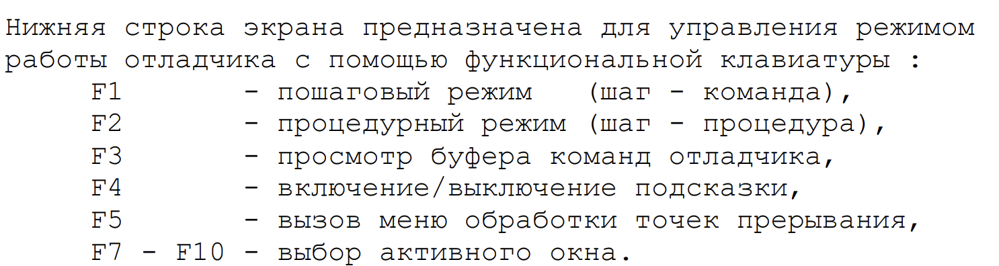 Нижняя строка экрана предназначена для управления режимом
работы отладчика с помощью функциональной клавиатуры :
F1 - пошаговый режим (шаг - команда),
F2 - процедурный режим (шаг - процедура),
F3 - просмотр буфера команд отладчика,
F4 - включение/выключение подсказки,
F5 - вызов меню обработки точек прерывания,
F7 - F10 - выбор активного окна.